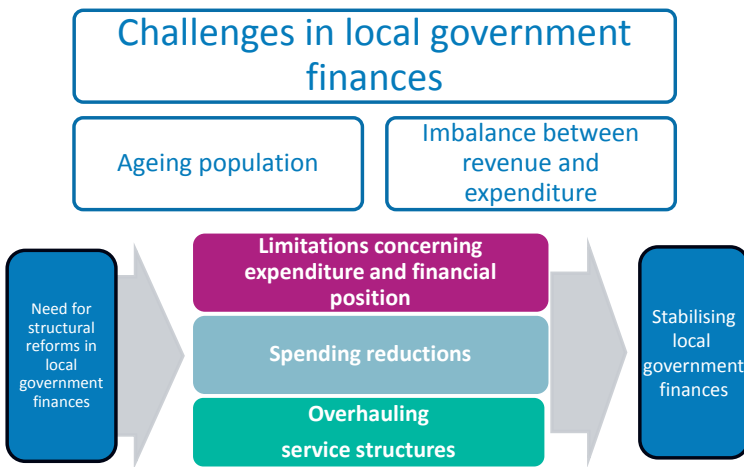 Challenges in local government
finances
Ageing population
Imbalance between
revenue and
expenditure
Need for
structural
reforms in
local
government
finances
Limitations concerning
expenditure and financial
position
Spending reductions
Overhauling
service structures
Stabilising
local
government
finances